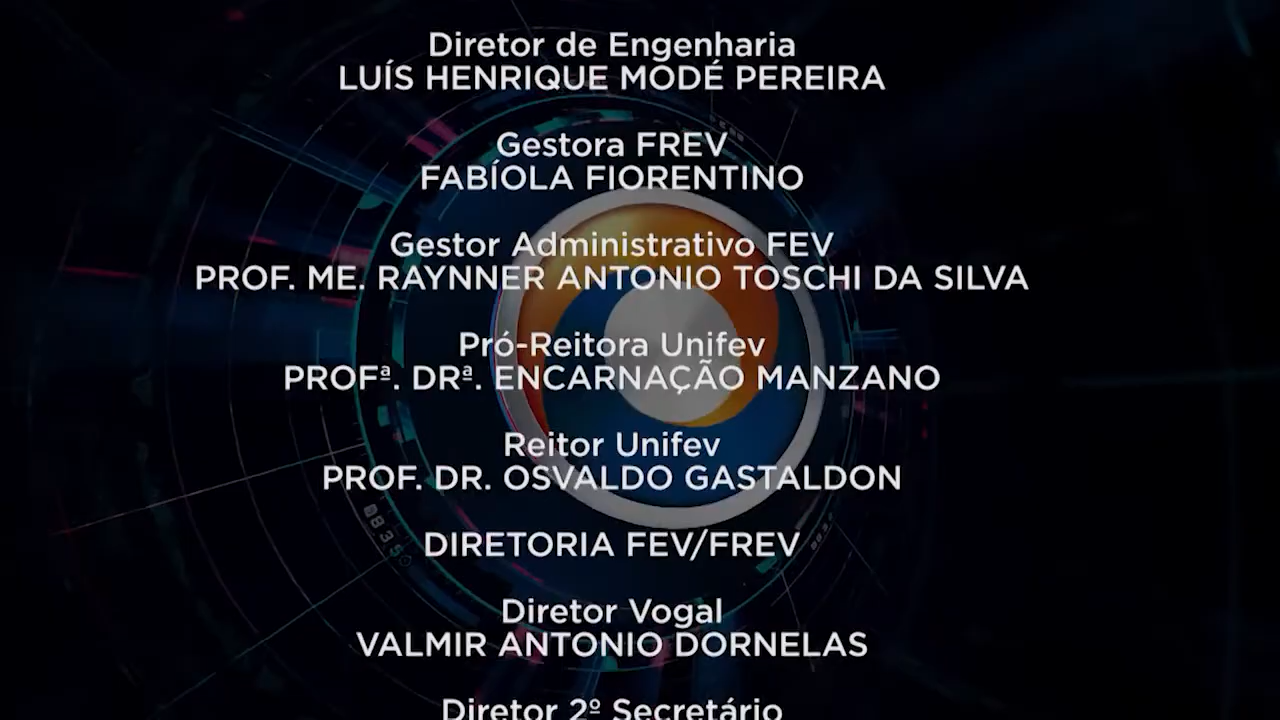 Diretor de Engenharia
LUÍS HENRIQUE MODÉ PEREIRA
Gestora FREV
FABÍOLA FIORENTINO
Gestor Administrativo FEV
PROF. ME. RAYNNER ANTONIO TOSCHI DA SILVA
Pró-Reitora Unifev
PROFª. DRª. ENCARNAÇÃO MANZANO
Reitor Unifev
PROF. DR. OSVALDO GASTALDON
DIRETORIA FEV/FREV
Diretor Vogal
VALMIR ANTONIO DORNELAS
Diretor 2º Secretário